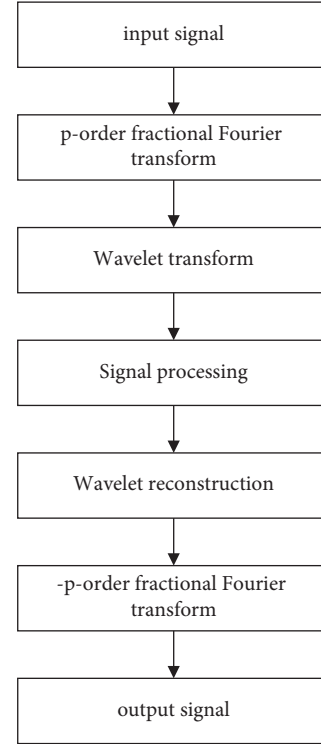 input signal
p-order fractional Fourier
transform
Wavelet transform
Signal processing
Wavelet reconstruction
-p-order fractional Fourier
transform
output signal